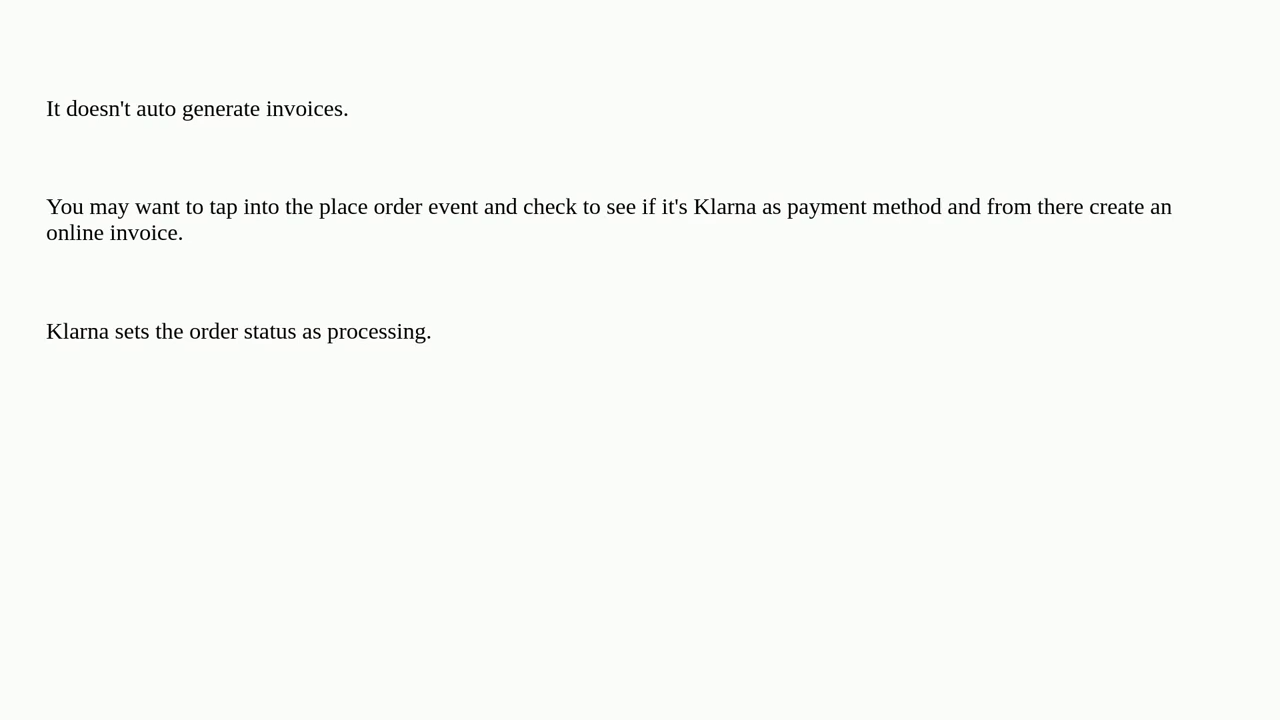 It doesn't auto generate invoices.
You may want to tap into the place order event and check to see if it's Klarna as payment method and from there create an
online invoice.
Klarna sets the order status as processing.